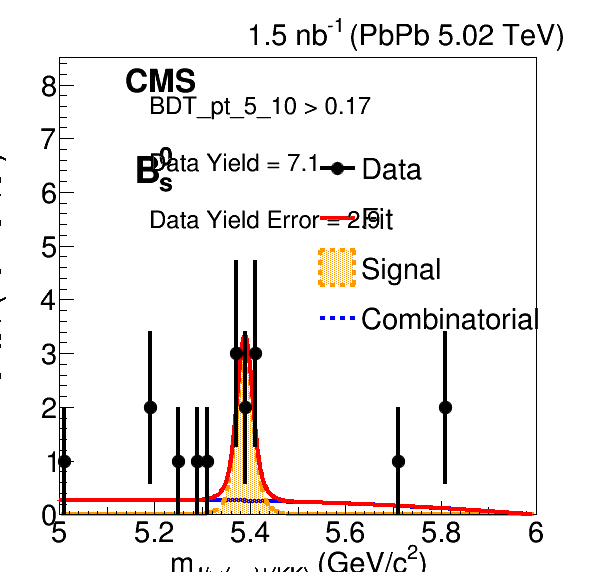 1.5 nb-1 (PbPb 5.02 TeV)
CMS
BDT_pt_5_10 > 0.17
B0s
Data Yield = 7.1
Data Yield Error = 2.9
Data
Fit
Signal
Combinatorial
8
7
6
5
4
3
2
1
0
5 5.2 5.4 5.6 5.8 6
(GeV/c2)